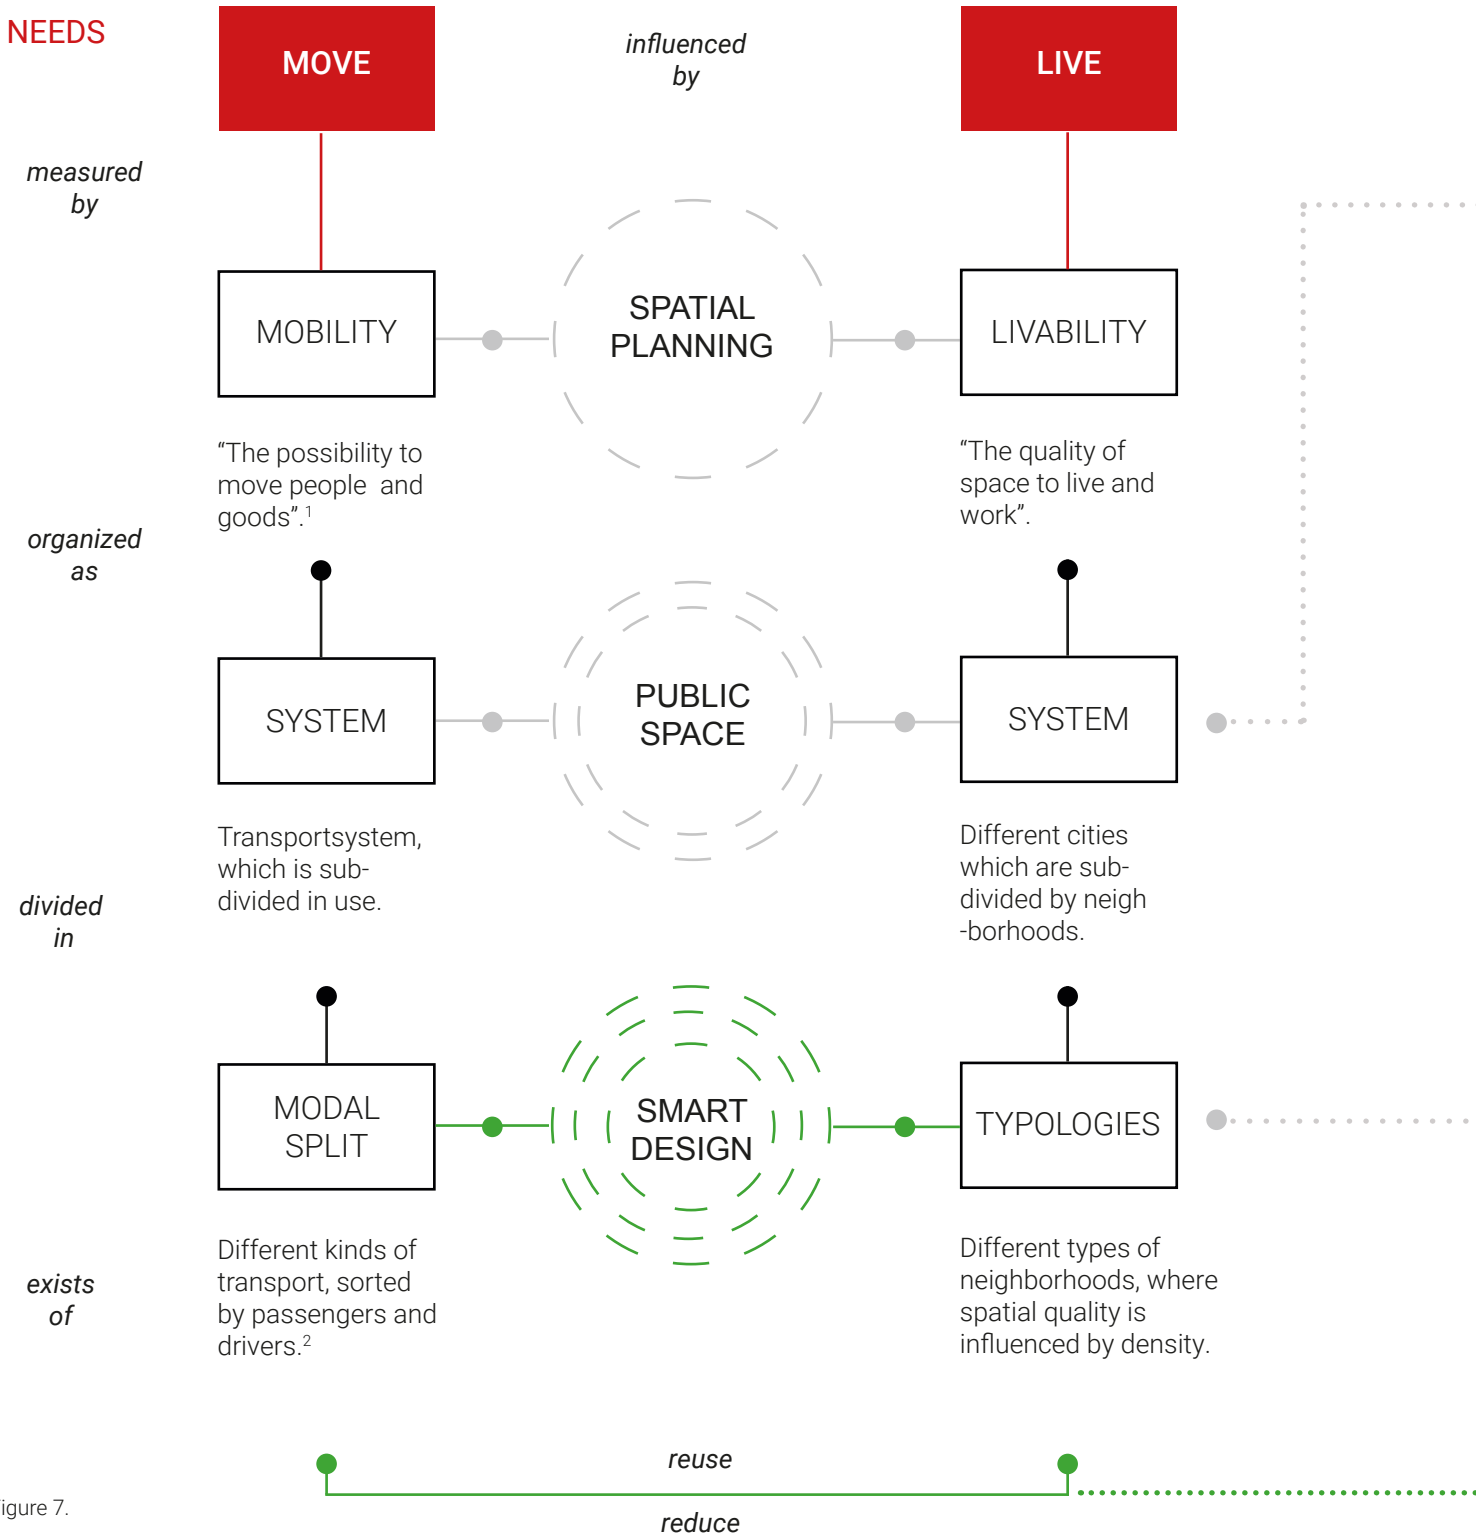 NEEDS
MOVE
influenced
by
LIVE
measured
by
MOBILITY
SPATIAL
PLANNING
LIVABILITY
“The possibility to
move people and
goods”.1
“The quality of
space to live and
work”.
organized
as
SYSTEM
PUBLIC
SPACE
SYSTEM
Transportsystem,
which is sub-
divided in use.
Different cities
which are sub-
divided by neigh
-borhoods.
divided
in
MODAL
SPLIT
SMART
DESIGN
TYPOLOGIES
Different kinds of
transport, sorted
by passengers and
drivers.2
Different types of
neighborhoods, where
spatial quality is
influenced by density.
exists
of
reuse
igure 7.
reduce